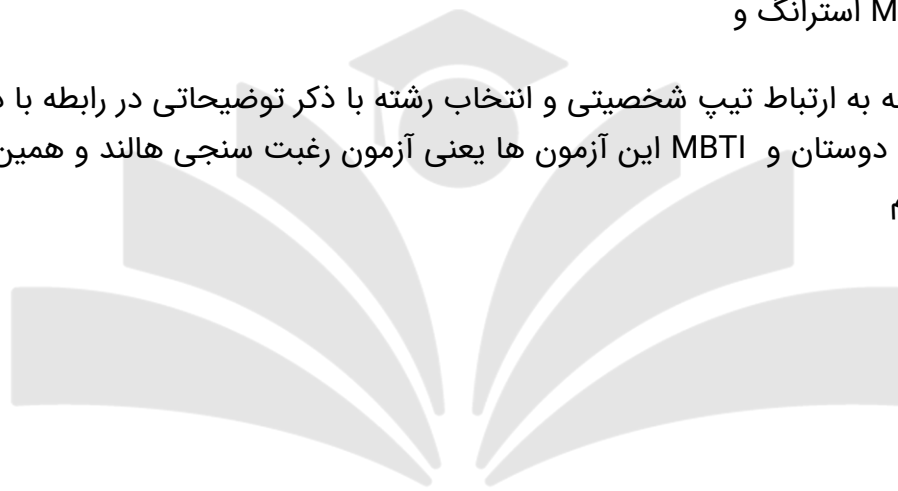 استرانگ و
به ارتباط تیپ شخصیتی و انتخاب رشته با ذکر توضیحاتی در رابطه با
دوستان و MBTI این آزمون ها یعنی آزمون رغبت سنجی هالند و همین